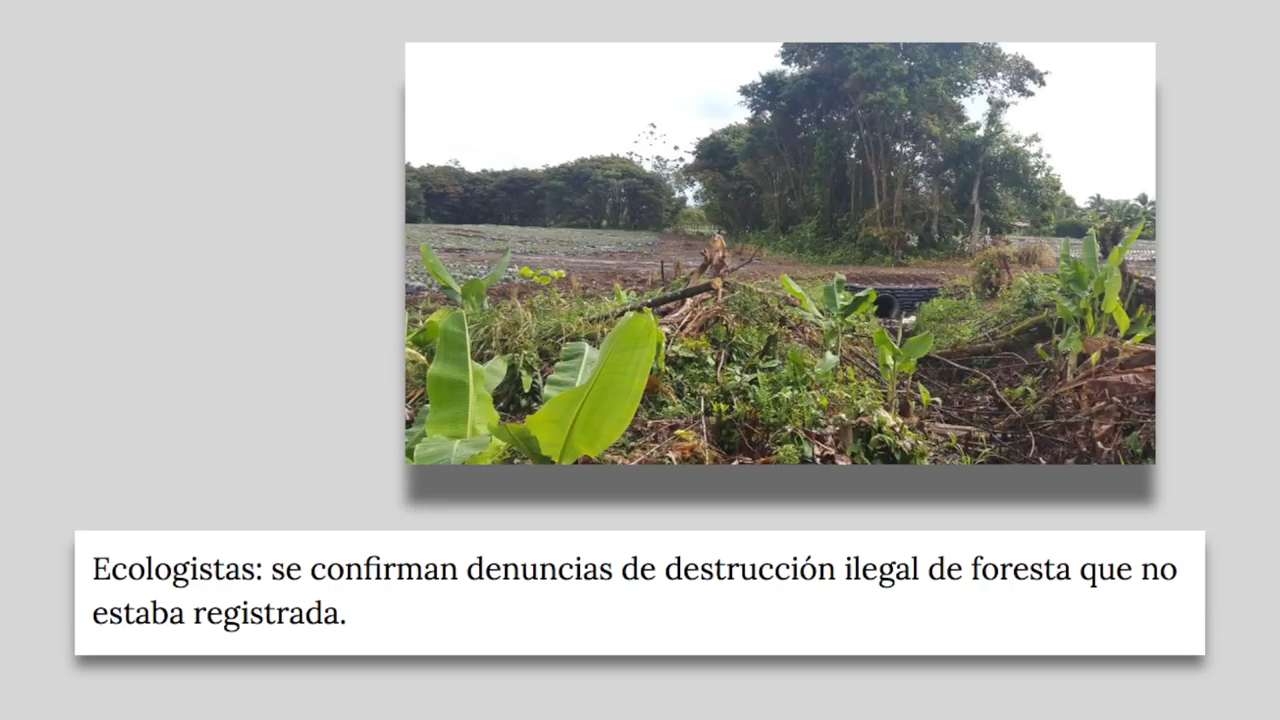 Ecologistas: se confirman denuncias de destrucción ilegal de foresta que no
estaba registrada.